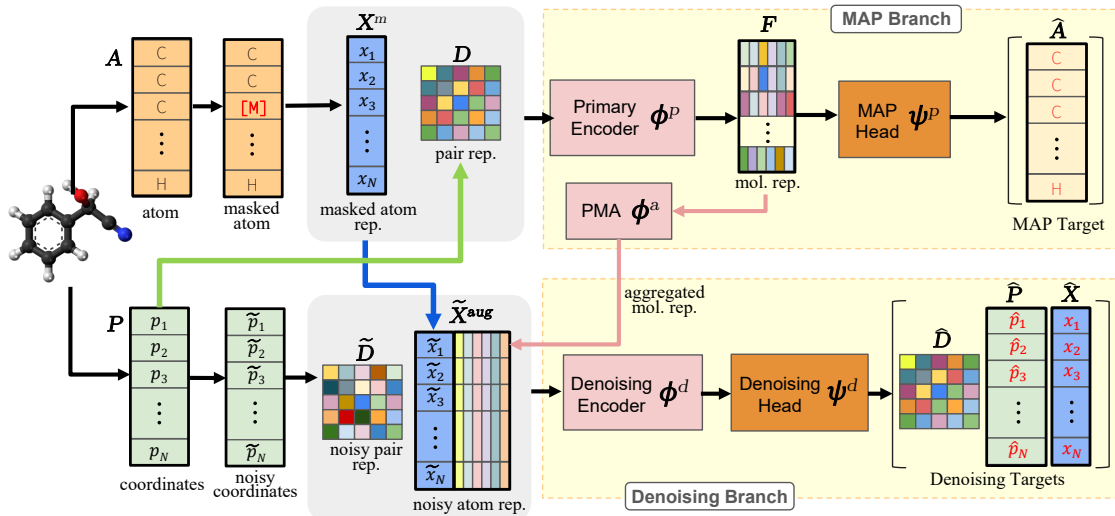 MAP Branch
A
C
C
C
⋮
H
atom
C
C
[M]
⋮
H
masked
atom
X^m
x_1
x_2
x_3
⋮
x_N
masked atom
rep.
D
pair rep.
Primary
Encoder ϕ^p
F
⋮
mol. rep.
MAP
Head ψ^p
Â
C
C
C
⋮
H
MAP Target
PMA ϕ^a
aggregated
mol. rep.
P
p_1
p_2
p_3
⋮
p_N
coordinates
p̃_1
p̃_2
p̃_3
⋮
p̃_N
noisy
coordinates
D̃
noisy pair
rep.
X̃^aug
x̃_1
x̃_2
x̃_3
⋮
x̃_N
noisy atom rep.
Denoising
Encoder ϕ^d
Denoising
Head ψ^d
D̂
P̂
p̂_1
p̂_2
p̂_3
⋮
p̂_N
X̂
x_1
x_2
x_3
⋮
x_N
Denoising Targets
Denoising Branch